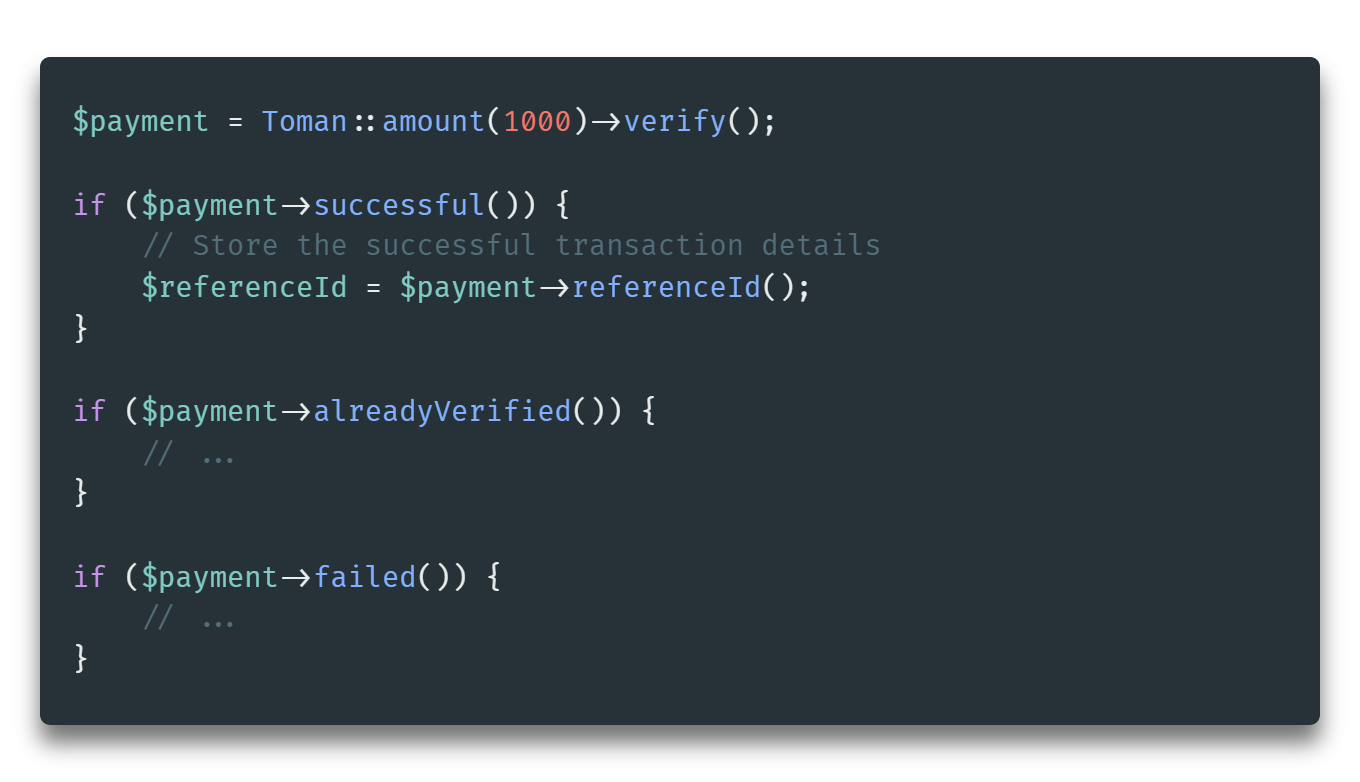 $payment = Toman::amount(1000)->verify();
if ($payment->successful()) {
// Store the successful transaction details
$referenceId = $payment->referenceId();
}
if ($payment->alreadyVerified()) {
// ...
}
if ($payment->failed()) {
// ...
}